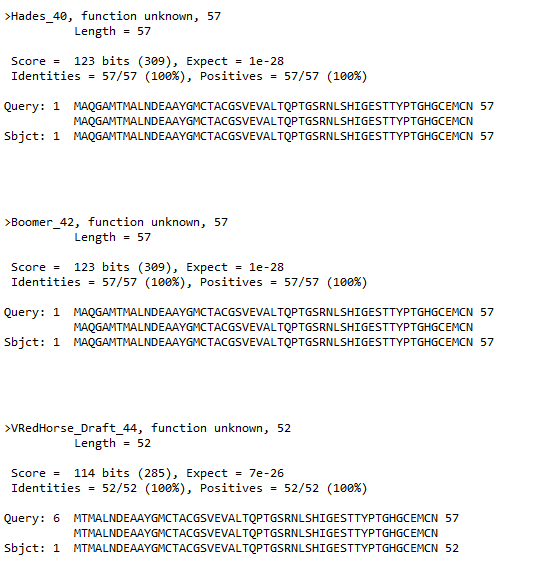 >Hades_40, function unknown, 57
Length = 57
Score =  123 bits (309), Expect = 1e-28
Identities = 57/57 (100%), Positives = 57/57 (100%)
Query: 1  MAQGAMTMALNDEAAYGMCTACGSVEVALTQPTGSRNLSHIGESTTYPTGHGCEMCN 57
MAQGAMTMALNDEAAYGMCTACGSVEVALTQPTGSRNLSHIGESTTYPTGHGCEMCN
Sbjct: 1  MAQGAMTMALNDEAAYGMCTACGSVEVALTQPTGSRNLSHIGESTTYPTGHGCEMCN 57
>Boomer_42, function unknown, 57
Length = 57
Score =  123 bits (309), Expect = 1e-28
Identities = 57/57 (100%), Positives = 57/57 (100%)
Query: 1  MAQGAMTMALNDEAAYGMCTACGSVEVALTQPTGSRNLSHIGESTTYPTGHGCEMCN 57
MAQGAMTMALNDEAAYGMCTACGSVEVALTQPTGSRNLSHIGESTTYPTGHGCEMCN
Sbjct: 1  MAQGAMTMALNDEAAYGMCTACGSVEVALTQPTGSRNLSHIGESTTYPTGHGCEMCN 57
>VRedHorse_Draft_44, function unknown, 52
Length = 52
Score =  114 bits (285), Expect = 7e-26
Identities = 52/52 (100%), Positives = 52/52 (100%)
Query: 6  MTMALNDEAAYGMCTACGSVEVALTQPTGSRNLSHIGESTTYPTGHGCEMCN 57
MTMALNDEAAYGMCTACGSVEVALTQPTGSRNLSHIGESTTYPTGHGCEMCN
Sbjct: 1  MTMALNDEAAYGMCTACGSVEVALTQPTGSRNLSHIGESTTYPTGHGCEMCN 52